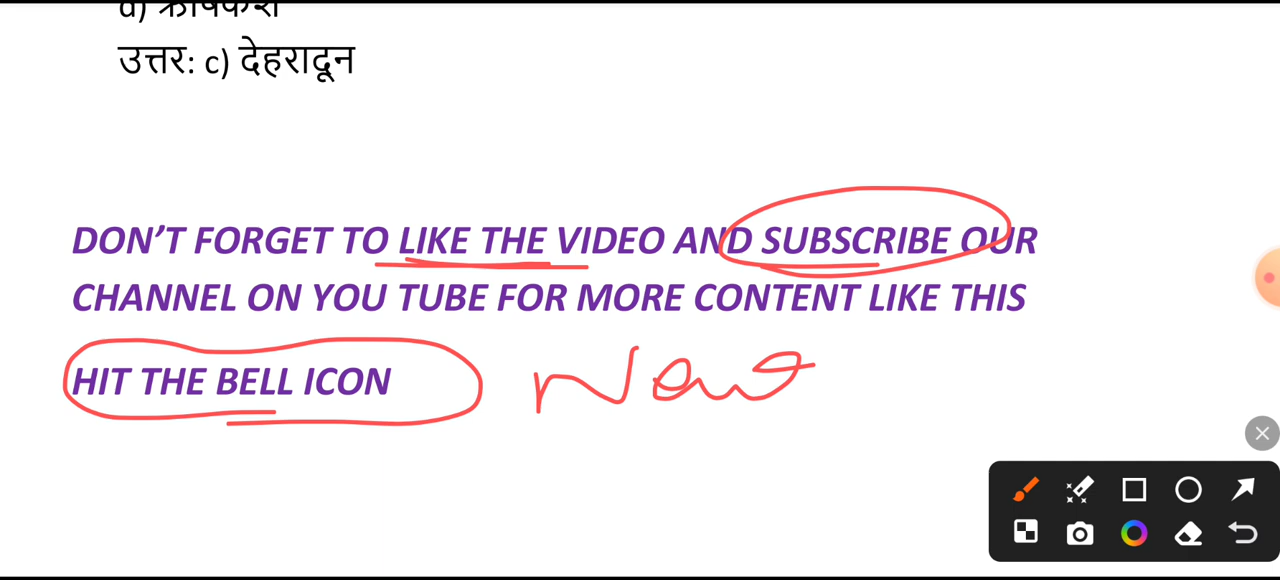 d) ऋषिकेश
उत्तर: c) देहरादून
DON'T FORGET TO LIKE THE VIDEO AND SUBSCRIBE OUR
CHANNEL ON YOU TUBE FOR MORE CONTENT LIKE THIS
HIT THE BELL ICON